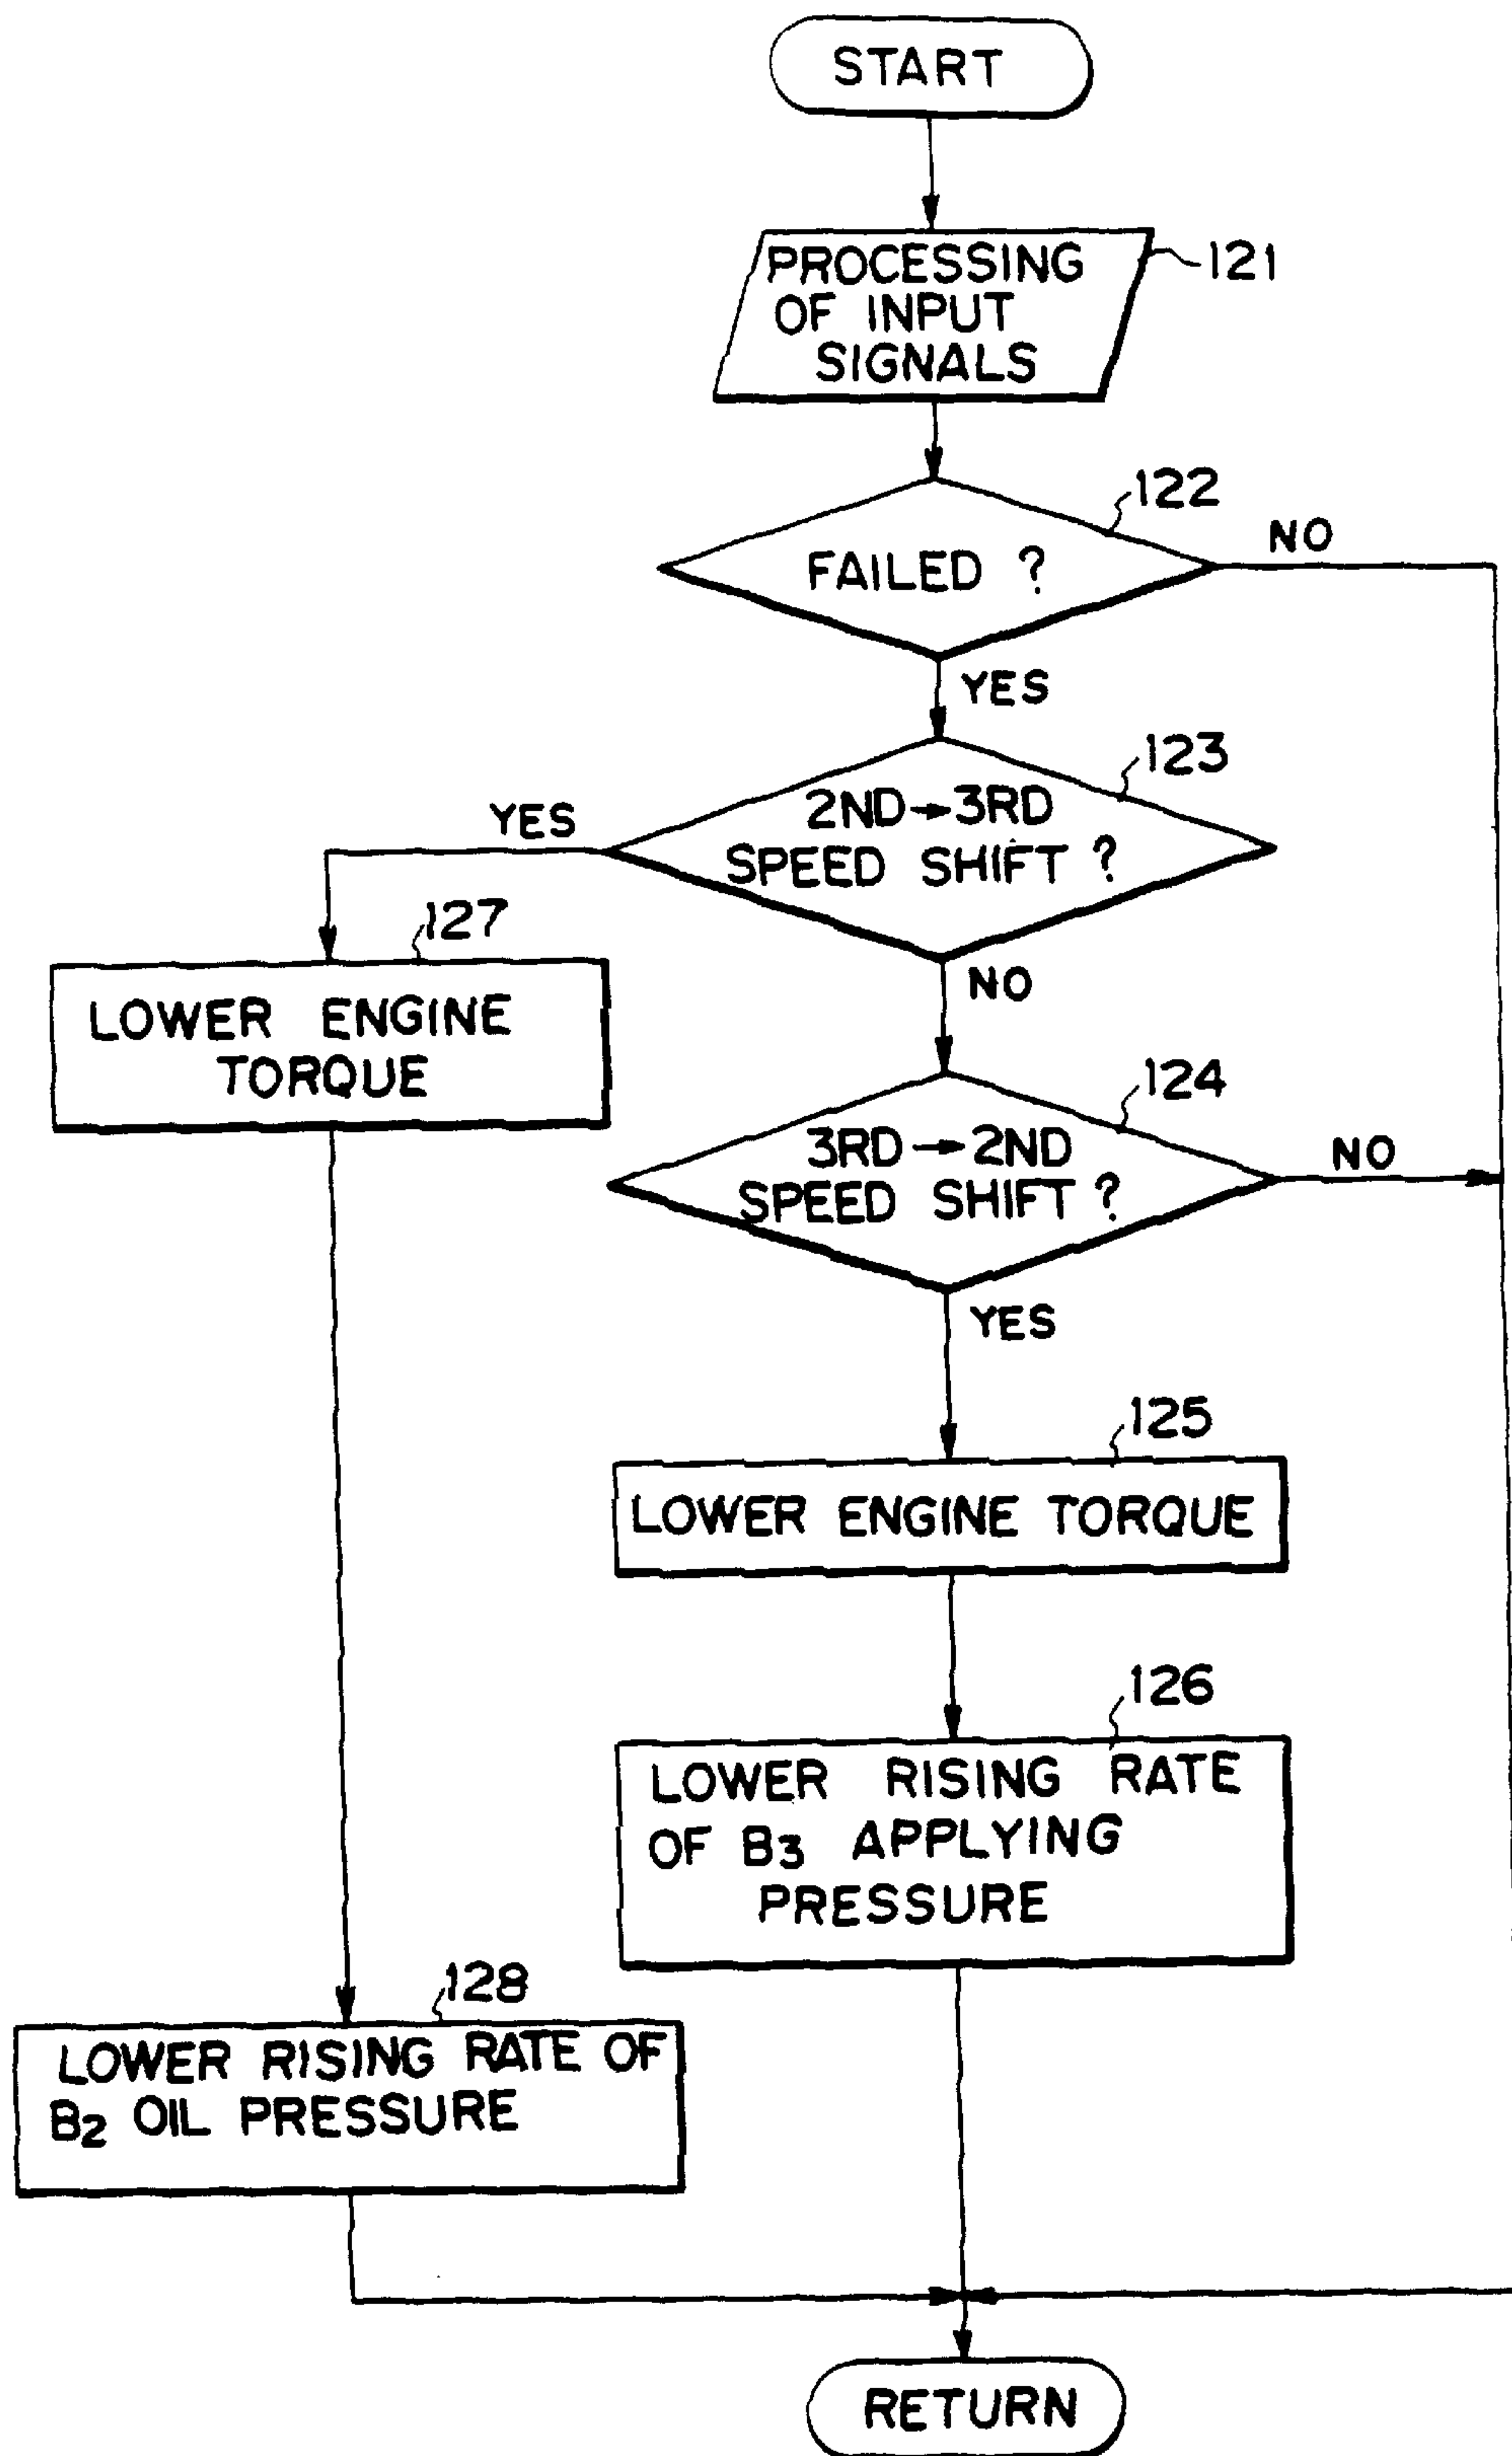 START
PROCESSING
OF INPUT
SIGNALS
121
122
FAILED ?
NO
YES
123
2ND→3RD
SPEED SHIFT ?
YES
127
LOWER ENGINE
TORQUE
NO
124
3RD→2ND
SPEED SHIFT ?
NO
YES
125
LOWER ENGINE TORQUE
126
LOWER RISING RATE
OF B3 APPLYING
PRESSURE
128
LOWER RISING RATE OF
B2 OIL PRESSURE
RETURN